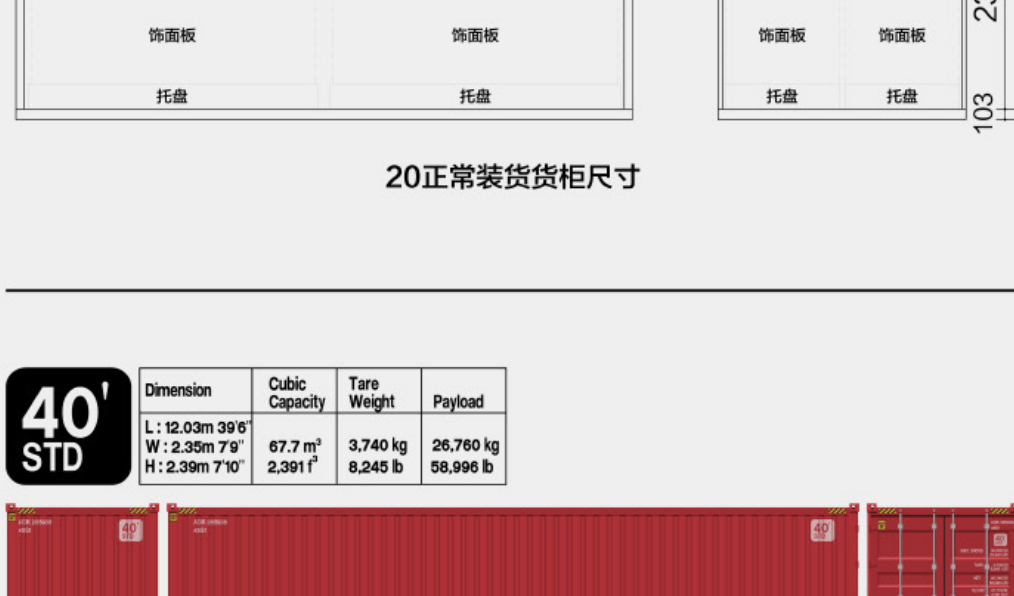 饰面板 饰面板 饰面板 饰面板
托盘 托盘 托盘 托盘
103
20正常装货货柜尺寸
40'
STD
Dimension Cubic Capacity Tare Weight Payload
L : 12.03m 39'6"
W : 2.35m 7'9" 67.7 m³ 3,740 kg 26,760 kg
H : 2.39m 7'10" 2,391 f³ 8,245 lb 58,996 lb
40'
STD
40'
STD
40'